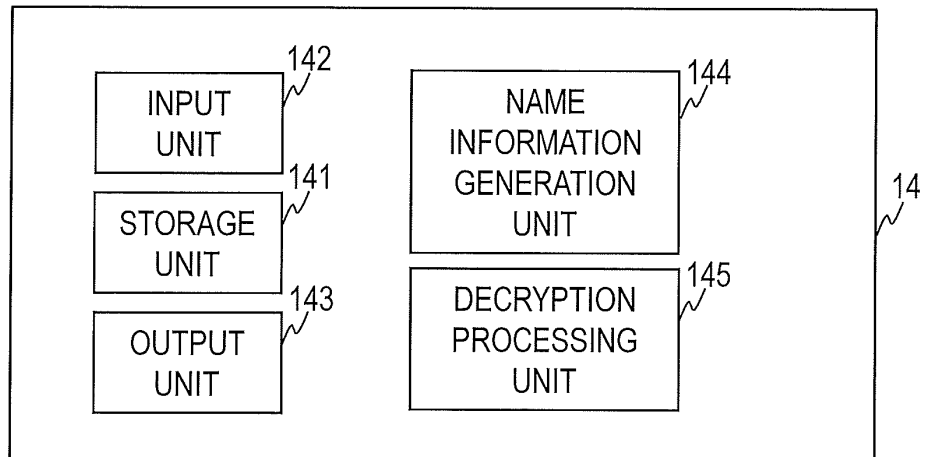 142
INPUT
UNIT
141
STORAGE
UNIT
143
OUTPUT
UNIT
144
NAME
INFORMATION
GENERATION
UNIT
145
DECRYPTION
PROCESSING
UNIT
14